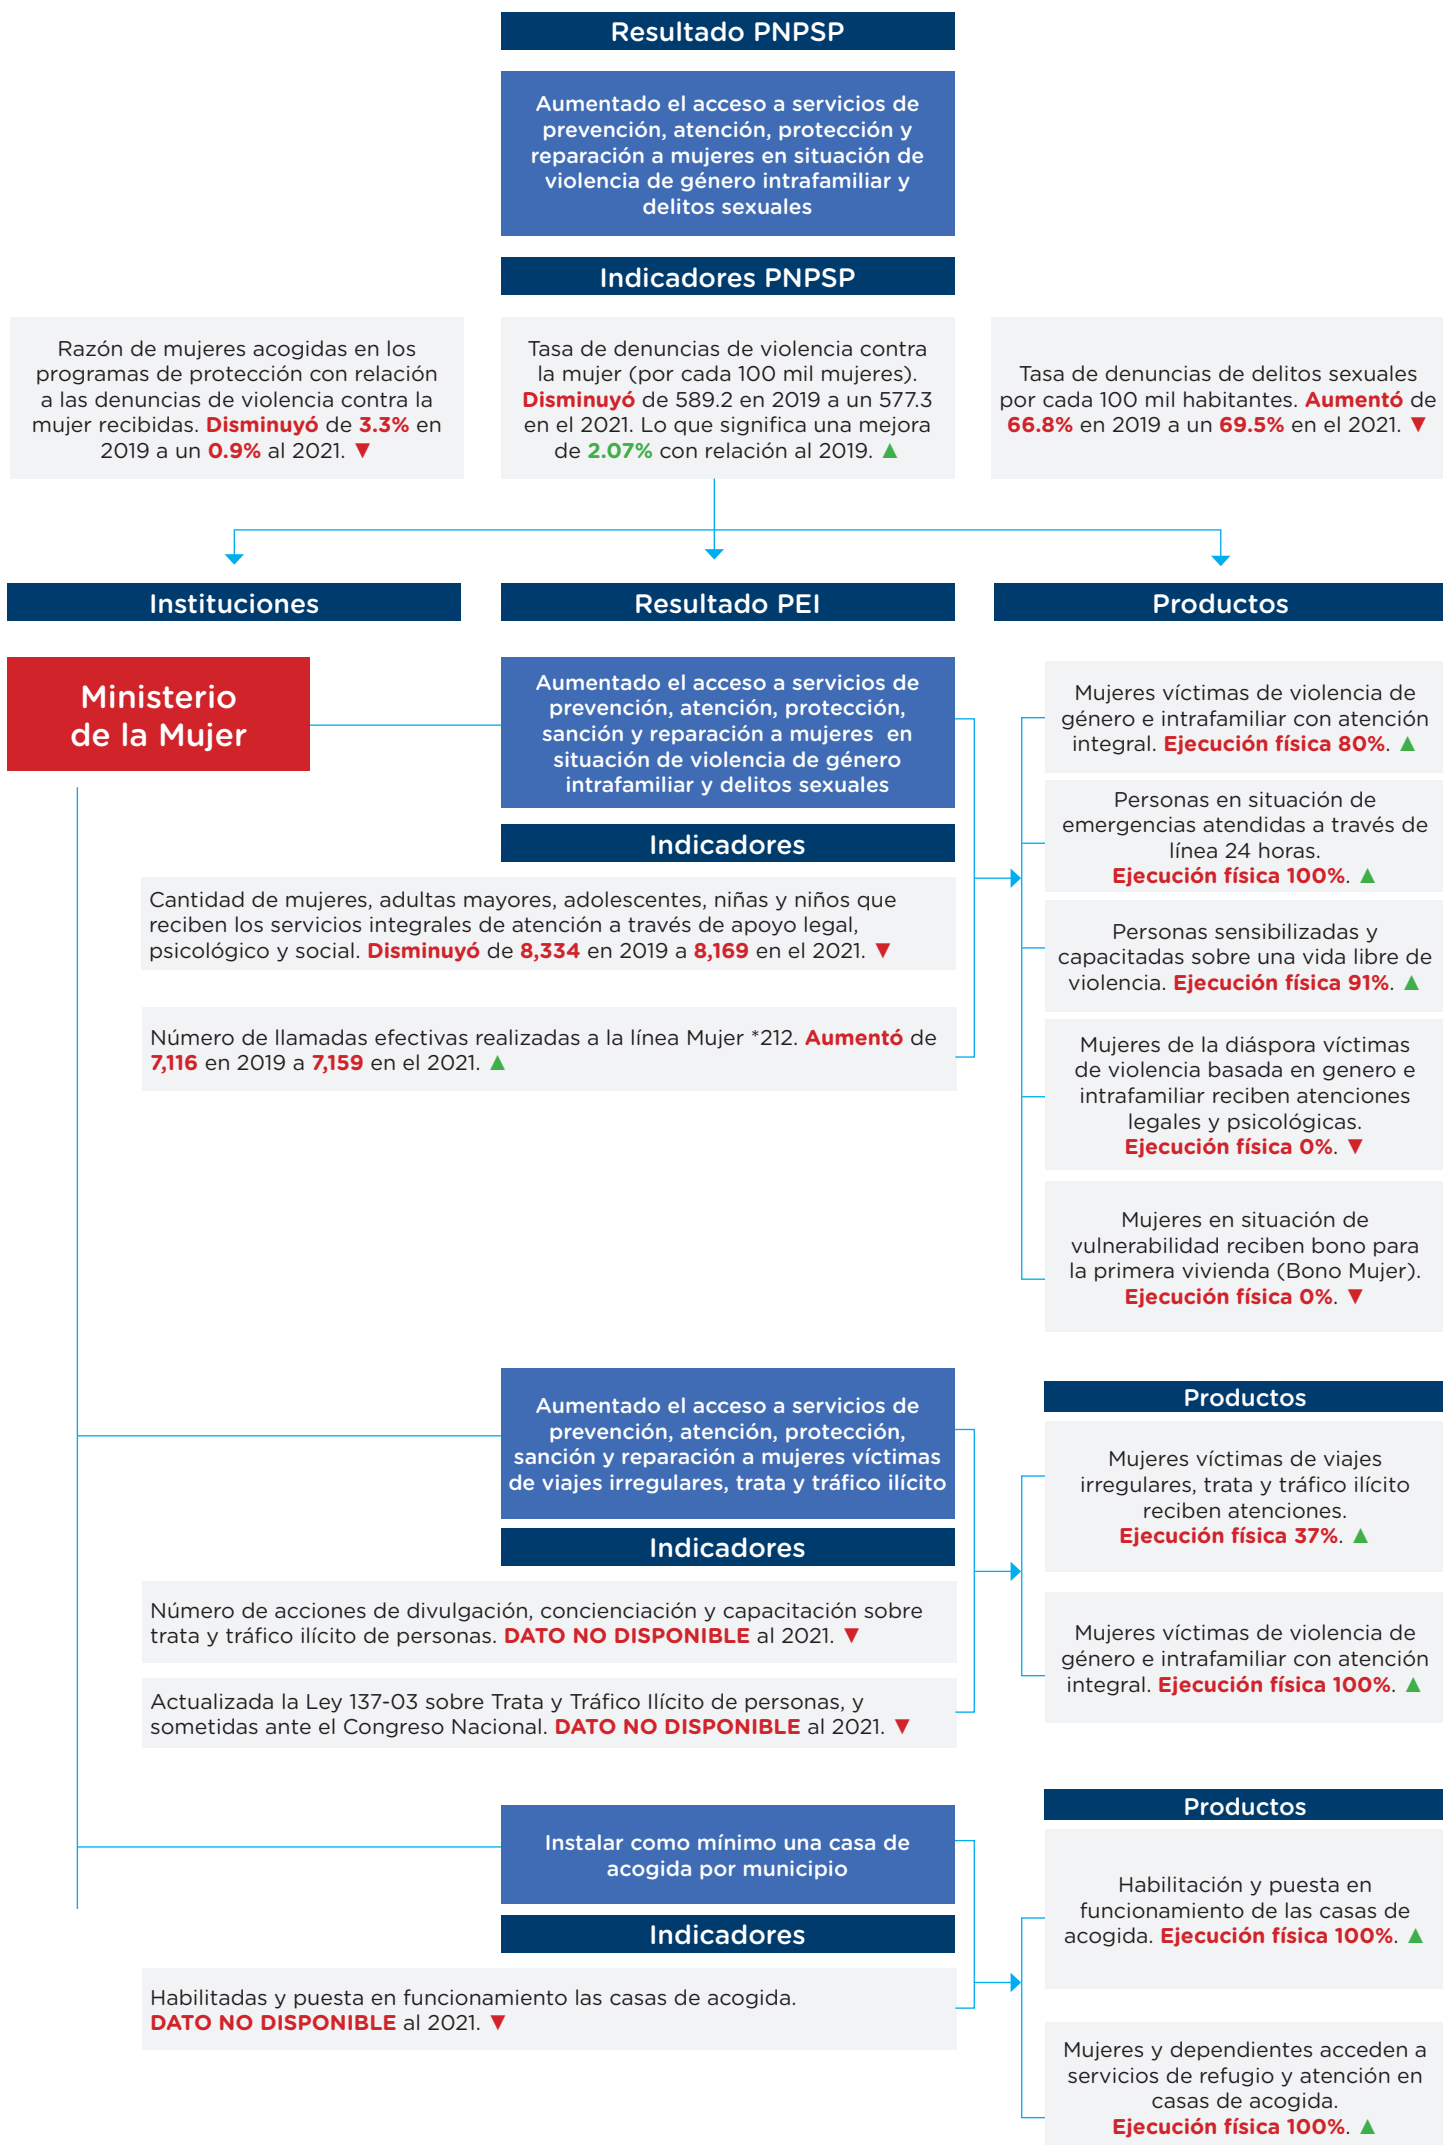 Resultado PNPSP
Aumentado el acceso a servicios de
prevención, atención, protección y
reparación a mujeres en situación de
violencia de género intrafamiliar y
delitos sexuales
Indicadores PNPSP
Razón de mujeres acogidas en los
programas de protección con relación
a las denuncias de violencia contra la
mujer recibidas. Disminuyó de 3.3% en
2019 a un 0.9% al 2021. ▼
Tasa de denuncias de violencia contra
la mujer (por cada 100 mil mujeres).
Disminuyó de 589.2 en 2019 a un 577.3
en el 2021. Lo que significa una mejora
de 2.07% con relación al 2019. ▲
Tasa de denuncias de delitos sexuales
por cada 100 mil habitantes. Aumentó de
66.8% en 2019 a un 69.5% en el 2021. ▼
Instituciones
Resultado PEI
Productos
Ministerio
de la Mujer
Aumentado el acceso a servicios de
prevención, atención, protección,
sanción y reparación a mujeres en
situación de violencia de género
intrafamiliar y delitos sexuales
Indicadores
Cantidad de mujeres, adultas mayores, adolescentes, niñas y niños que
reciben los servicios integrales de atención a través de apoyo legal,
psicológico y social. Disminuyó de 8,334 en 2019 a 8,169 en el 2021. ▼
Número de llamadas efectivas realizadas a la línea Mujer *212. Aumentó de
7,116 en 2019 a 7,159 en el 2021. ▲
Mujeres víctimas de violencia de
género e intrafamiliar con atención
integral. Ejecución física 80%. ▲
Personas en situación de
emergencias atendidas a través de
línea 24 horas.
Ejecución física 100%. ▲
Personas sensibilizadas y
capacitadas sobre una vida libre de
violencia. Ejecución física 91%. ▲
Mujeres de la diáspora víctimas
de violencia basada en genero e
intrafamiliar reciben atenciones
legales y psicológicas.
Ejecución física 0%. ▼
Mujeres en situación de
vulnerabilidad reciben bono para
la primera vivienda (Bono Mujer).
Ejecución física 0%. ▼
Aumentado el acceso a servicios de
prevención, atención, protección,
sanción y reparación a mujeres víctimas
de viajes irregulares, trata y tráfico ilícito
Indicadores
Número de acciones de divulgación, concienciación y capacitación sobre
trata y tráfico ilícito de personas. DATO NO DISPONIBLE al 2021. ▼
Actualizada la Ley 137-03 sobre Trata y Tráfico Ilícito de personas, y
sometidas ante el Congreso Nacional. DATO NO DISPONIBLE al 2021. ▼
Productos
Mujeres víctimas de viajes
irregulares, trata y tráfico ilícito
reciben atenciones.
Ejecución física 37%. ▲
Mujeres víctimas de violencia de
género e intrafamiliar con atención
integral. Ejecución física 100%. ▲
Instalar como mínimo una casa de
acogida por municipio
Indicadores
Habilitadas y puesta en funcionamiento las casas de acogida.
DATO NO DISPONIBLE al 2021. ▼
Productos
Habilitación y puesta en
funcionamiento de las casas de
acogida. Ejecución física 100%. ▲
Mujeres y dependientes acceden a
servicios de refugio y atención en
casas de acogida.
Ejecución física 100%. ▲